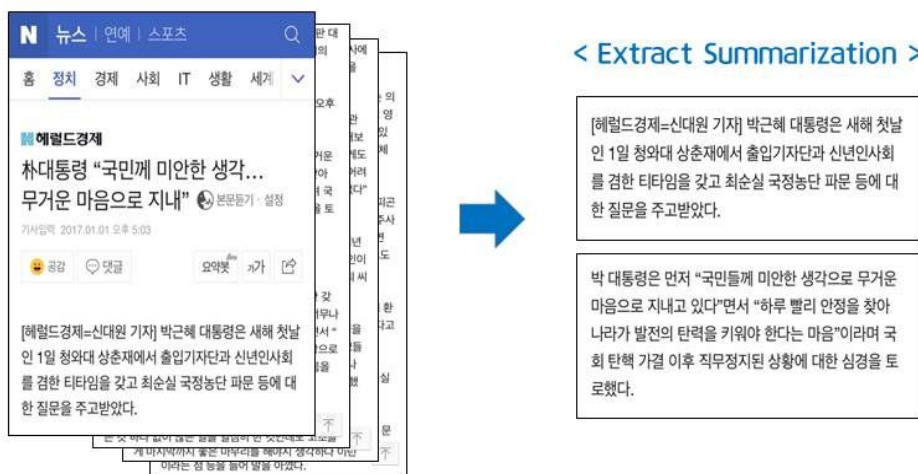 N 뉴스 | 연예 | 스포츠
홈 정치 경제 사회 IT 생활 세계
헤럴드경제
朴대통령 “국민께 미안한 생각…
무거운 마음으로 지내” 본문듣기 · 설정
기사입력 2017.01.01 오후 5:03
공감 댓글 요약봇 가
[헤럴드경제=신대원 기자] 박근혜 대통령은 새해 첫날
인 1일 청와대 상춘재에서 출입기자단과 신년인사회
를 겸한 티타임을 갖고 최순실 국정농단 파문 등에 대
한 질문을 주고받았다.
이라는 점 등을 들어 말을 아꼈다.
< Extract Summarization >
[헤럴드경제=신대원 기자] 박근혜 대통령은 새해 첫날
인 1일 청와대 상춘재에서 출입기자단과 신년인사회
를 겸한 티타임을 갖고 최순실 국정농단 파문 등에 대
한 질문을 주고받았다.
박 대통령은 먼저 “국민들께 미안한 생각으로 무거운
마음으로 지내고 있다”면서 “하루 빨리 안정을 찾아
나라가 발전의 탄력을 키워야 한다는 마음”이라며 국
회 탄핵 가결 이후 직무정지된 상황에 대한 심경을 토
로했다.